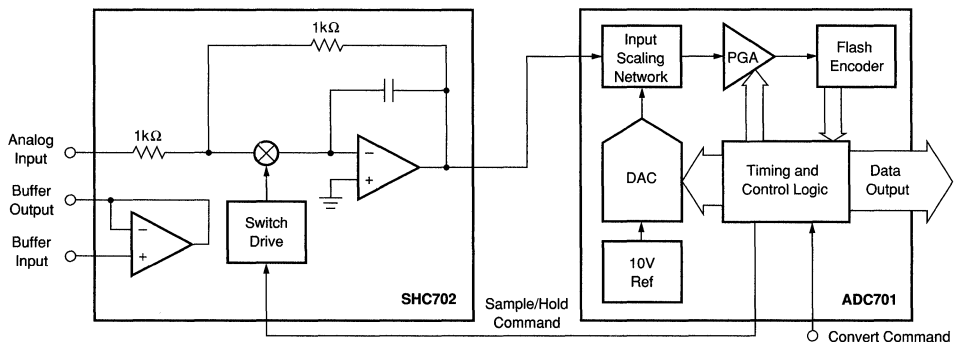 1kΩ
1kΩ
Analog
Input
Buffer
Output
Buffer
Input
−
+
−
+
Switch
Drive
SHC702
Sample/Hold
Command
Input
Scaling
Network
PGA
Flash
Encoder
DAC
Timing and
Control Logic
Data
Output
10V
Ref
ADC701
Convert Command